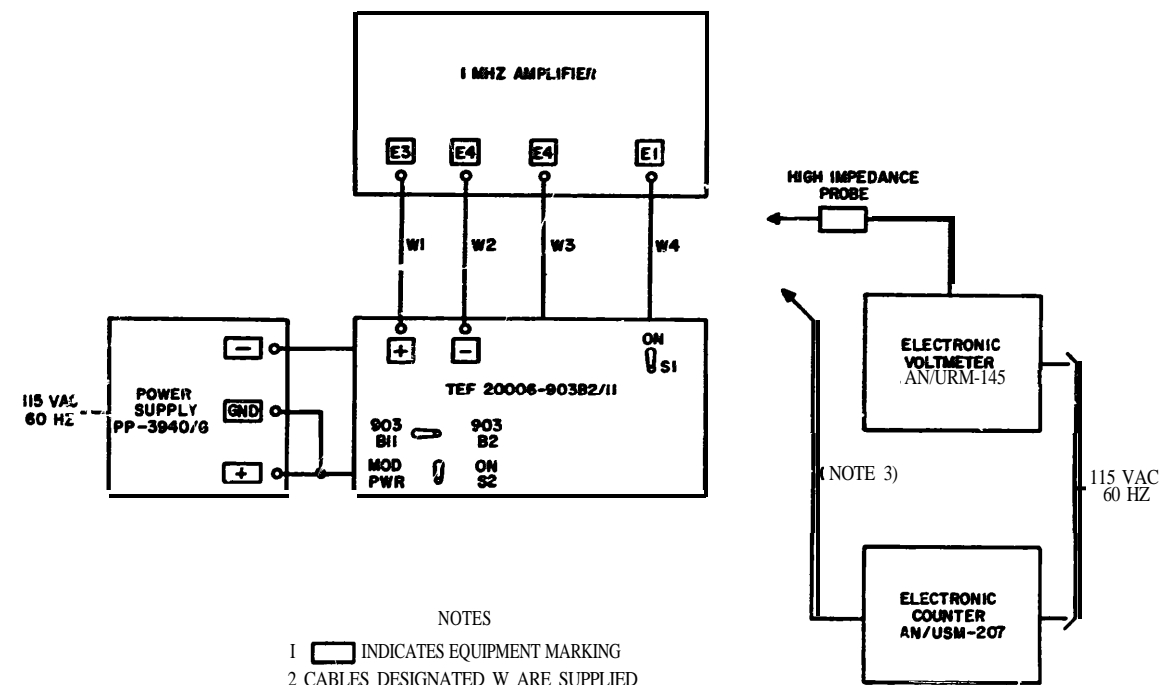 1 MHZ AMPLIFIER
E3 E4 E4 E1
W1 W2 W3 W4
HIGH IMPEDANCE
PROBE
115 VAC
60 HZ
POWER
SUPPLY
PP-3940/G
-
GND
+
+ -
ON
S1
TEF 20006-903B2/11
903
B11
903
B2
MOD
PWR
ON
S2
ELECTRONIC
VOLTMETER
AN/URM-145
(NOTE 3)
115 VAC
60 HZ
ELECTRONIC
COUNTER
AN/USM-207
NOTES
1 INDICATES EQUIPMENT MARKING
2 CABLES DESIGNATED W ARE SUPPLIED